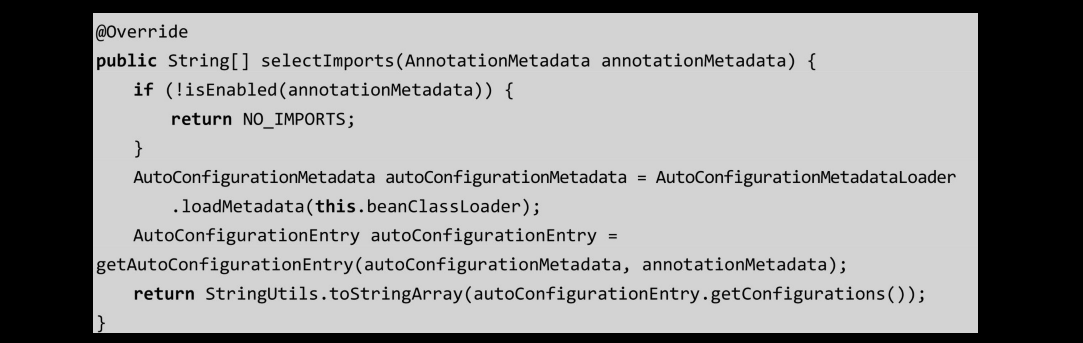 @Override
public String[] selectImports(AnnotationMetadata annotationMetadata) {
if (!isEnabled(annotationMetadata)) {
return NO_IMPORTS;
}
AutoConfigurationMetadata autoConfigurationMetadata = AutoConfigurationMetadataLoader
.loadMetadata(this.beanClassLoader);
AutoConfigurationEntry autoConfigurationEntry =
getAutoConfigurationEntry(autoConfigurationMetadata, annotationMetadata);
return StringUtils.toStringArray(autoConfigurationEntry.getConfigurations());
}